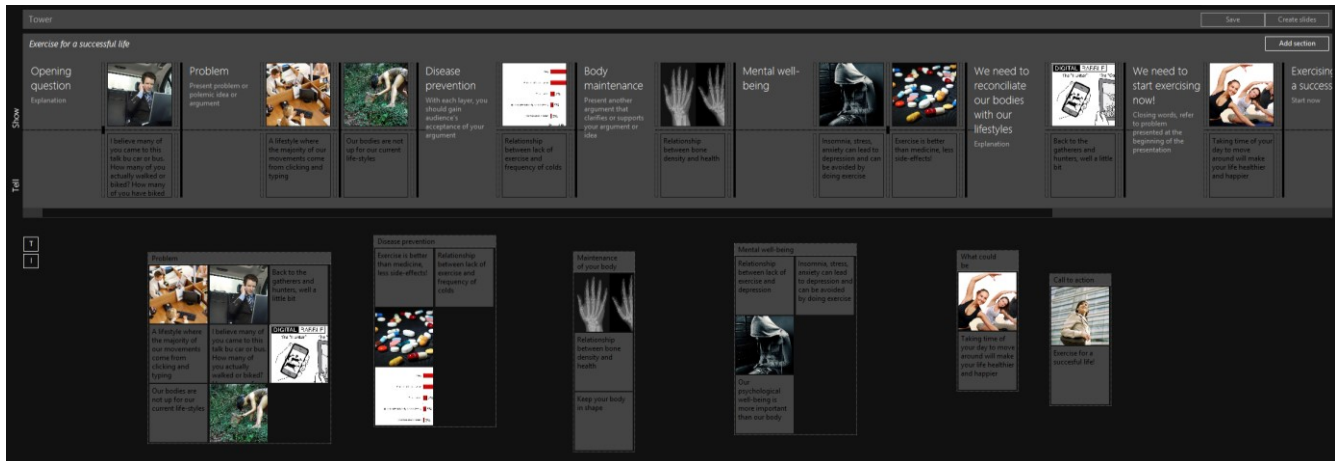 Tower
Save
Create slides
Exercise for a successful life
Add section
Show
Tell
Opening
question
Explanation
I believe many of
you came to this
talk bu car or bus.
How many of you
actually walked or
biked? How many
of you have biked
Problem
Present problem or
polemic idea or
argument
A lifestyle where
the majority of our
movements come
from clicking and
typing
Our bodies are not
up for our current
life-styles
Disease
prevention
With each layer, you
should gain
audience's
acceptance of your
argument
Relationship
between lack of
exercise and
frequency of colds
Body
maintenance
Present another
argument that
clarifies or supports
your argument or
idea
Relationship
between bone
density and health
Mental well-
being
Insomnia, stress,
anxiety can lead to
depression and can
be avoided by
doing exercise
Exercise is better
than medicine, less
side-effects!
We need to
reconciliate
our bodies
with our
lifestyles
Explanation
DIGITAL RABBLE
Back to the
gatherers and
hunters, well a little
bit
We need to
start exercising
now!
Closing words, refer
to problem
presented at the
beginning of the
presentation
Taking time of your
day to move
around will make
your life healthier
and happier
Exercising
a success
Start now
T
I
Problem
Back to the
gatherers and
hunters, well a
little bit
A lifestyle where
the majority of
our movements
come from
clicking and
typing
I believe many of
you came to this
talk bu car or bus.
How many of
you actually
walked or biked?
DIGITAL RABBLE
Our bodies are
not up for our
current life-styles
Disease prevention
Exercise is better
than medicine,
less side-effects!
Relationship
between lack of
exercise and
frequency of
colds
Maintenance
of your body
Relationship
between bone
density and
health
Keep your body
in shape
Mental well-being
Relationship
between lack of
exercise and
depression
Insomnia, stress,
anxiety can lead
to depression and
can be avoided
by doing exercise
Our
psychological
well-being is
more important
than our body
What could
be
Taking time of
your day to move
around will make
your life healthier
and happier
Call to action
Exercise for a
succesful life!